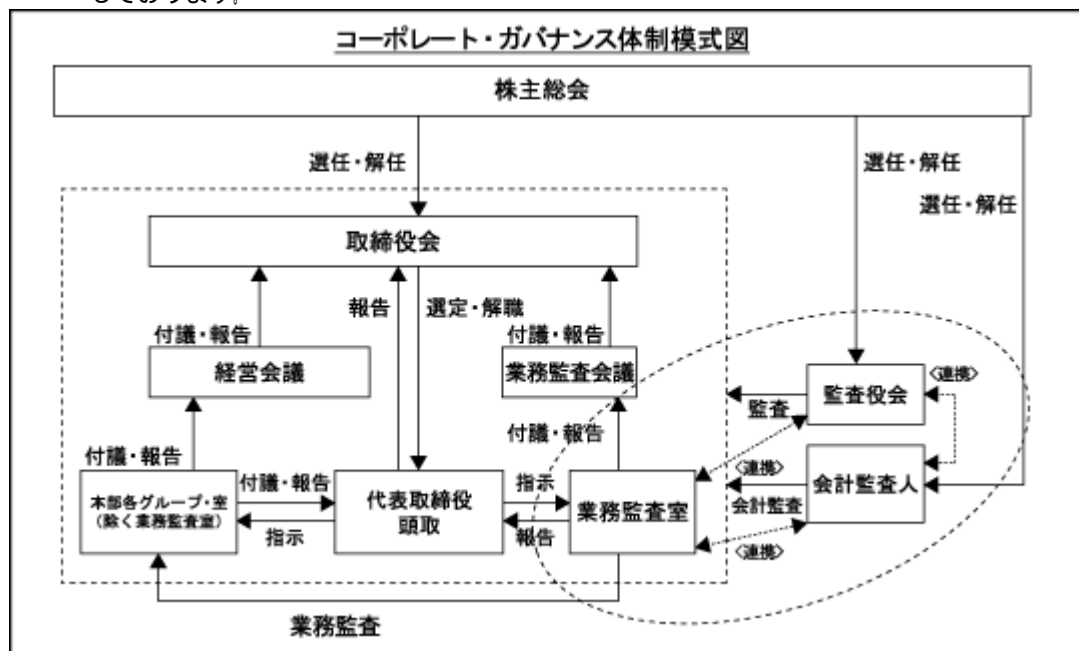 しております。
コーポレート・ガバナンス体制模式図
株主総会
選任・解任
選任・解任
選任・解任
取締役会
報告
選定・解職
付議・報告
付議・報告
経営会議
業務監査会議
監査役会
〈連携〉
監査
付議・報告
付議・報告
本部各グループ・室
(除く業務監査室)
付議・報告
指示
代表取締役
頭取
指示
報告
業務監査室
〈連携〉
会計監査
会計監査人
〈連携〉
業務監査